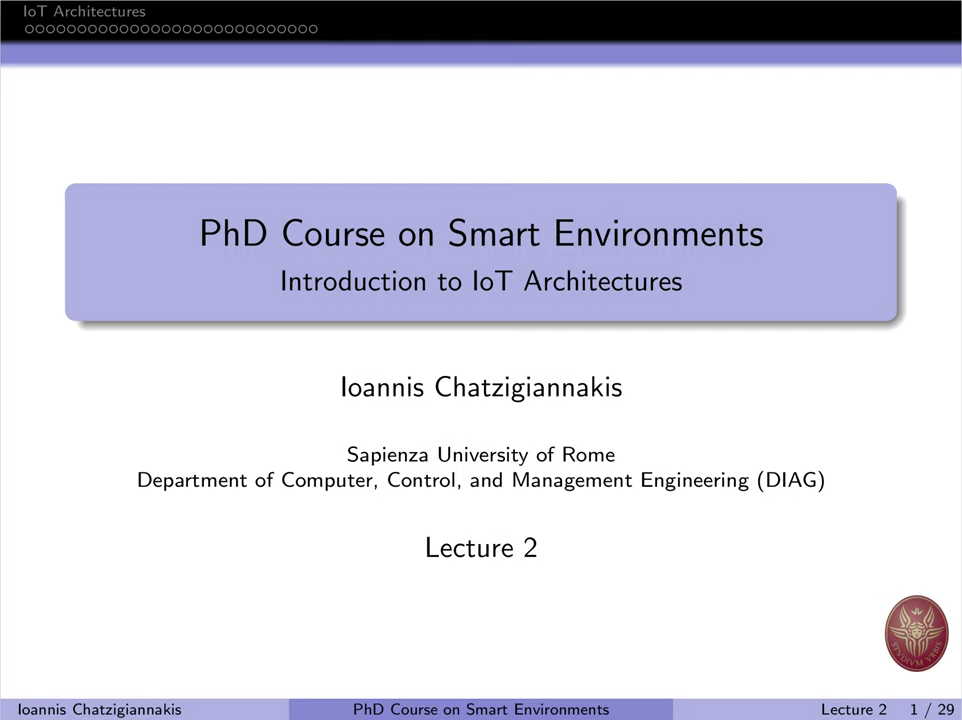 IoT Architectures
PhD Course on Smart Environments
Introduction to IoT Architectures
Ioannis Chatzigiannakis
Sapienza University of Rome
Department of Computer, Control, and Management Engineering (DIAG)
Lecture 2
STVDIVM VRBIS
Ioannis Chatzigiannakis
PhD Course on Smart Environments
Lecture 2 1 / 29